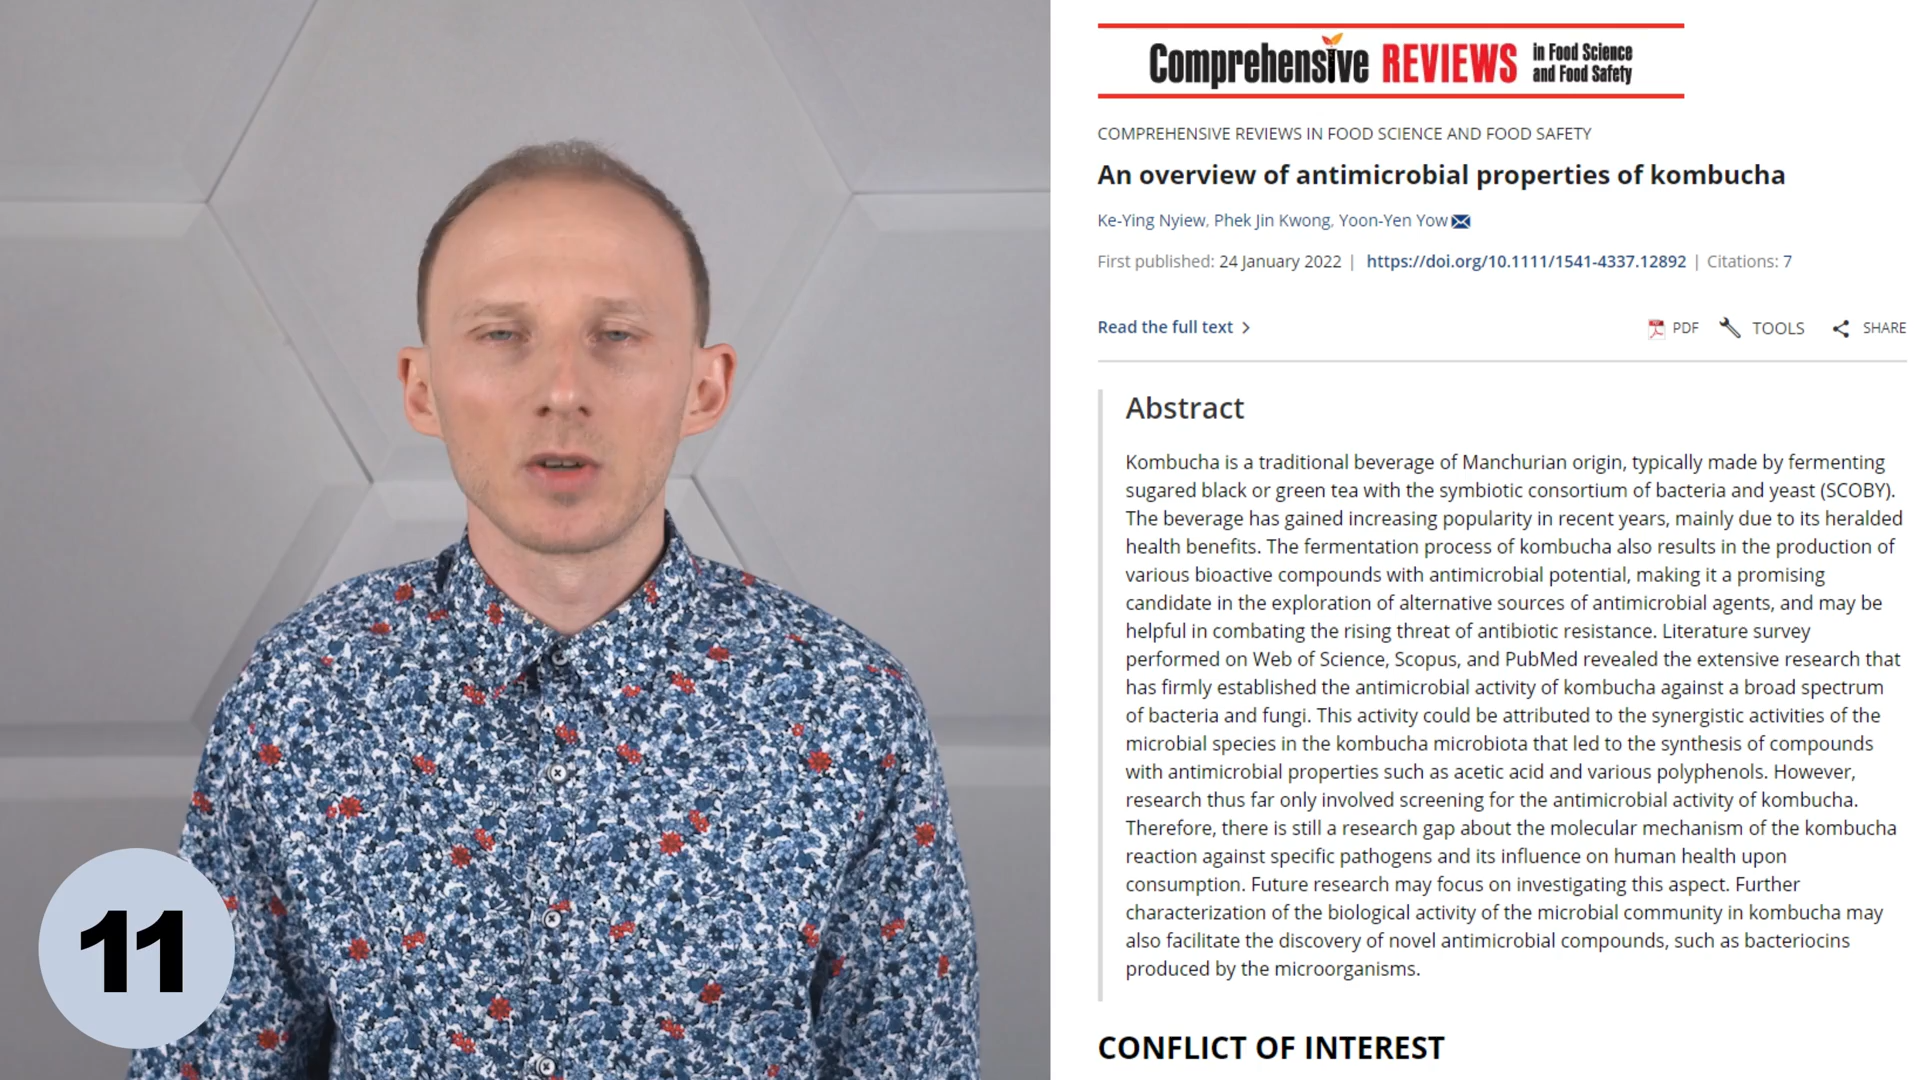 Comprehensive REVIEWS in Food Science
and Food Safety
COMPREHENSIVE REVIEWS IN FOOD SCIENCE AND FOOD SAFETY
An overview of antimicrobial properties of kombucha
Ke-Ying Nyiew, Phek Jin Kwong, Yoon-Yen Yow
First published: 24 January 2022 | https://doi.org/10.1111/1541-4337.12892 | Citations: 7
Read the full text
PDF TOOLS SHARE
Abstract
Kombucha is a traditional beverage of Manchurian origin, typically made by fermenting
sugared black or green tea with the symbiotic consortium of bacteria and yeast (SCOBY).
The beverage has gained increasing popularity in recent years, mainly due to its heralded
health benefits. The fermentation process of kombucha also results in the production of
various bioactive compounds with antimicrobial potential, making it a promising
candidate in the exploration of alternative sources of antimicrobial agents, and may be
helpful in combating the rising threat of antibiotic resistance. Literature survey
performed on Web of Science, Scopus, and PubMed revealed the extensive research that
has firmly established the antimicrobial activity of kombucha against a broad spectrum
of bacteria and fungi. This activity could be attributed to the synergistic activities of the
microbial species in the kombucha microbiota that led to the synthesis of compounds
with antimicrobial properties such as acetic acid and various polyphenols. However,
research thus far only involved screening for the antimicrobial activity of kombucha.
Therefore, there is still a research gap about the molecular mechanism of the kombucha
reaction against specific pathogens and its influence on human health upon
consumption. Future research may focus on investigating this aspect. Further
characterization of the biological activity of the microbial community in kombucha may
also facilitate the discovery of novel antimicrobial compounds, such as bacteriocins
produced by the microorganisms.
CONFLICT OF INTEREST
11